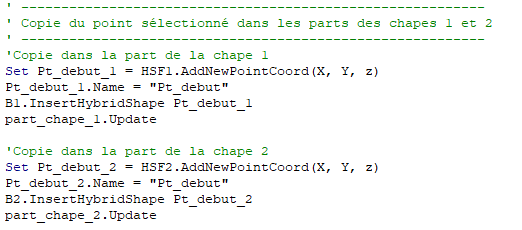 ' ---------------------------------------------------------
' Copie du point sélectionné dans les parts des chapes 1 et 2
' ---------------------------------------------------------
'Copie dans la part de la chape 1
Set Pt_debut_1 = HSF1.AddNewPointCoord(X, Y, z)
Pt_debut_1.Name = "Pt_debut"
B1.InsertHybridShape Pt_debut_1
part_chape_1.Update
'Copie dans la part de la chape 2
Set Pt_debut_2 = HSF2.AddNewPointCoord(X, Y, z)
Pt_debut_2.Name = "Pt_debut"
B2.InsertHybridShape Pt_debut_2
part_chape_2.Update